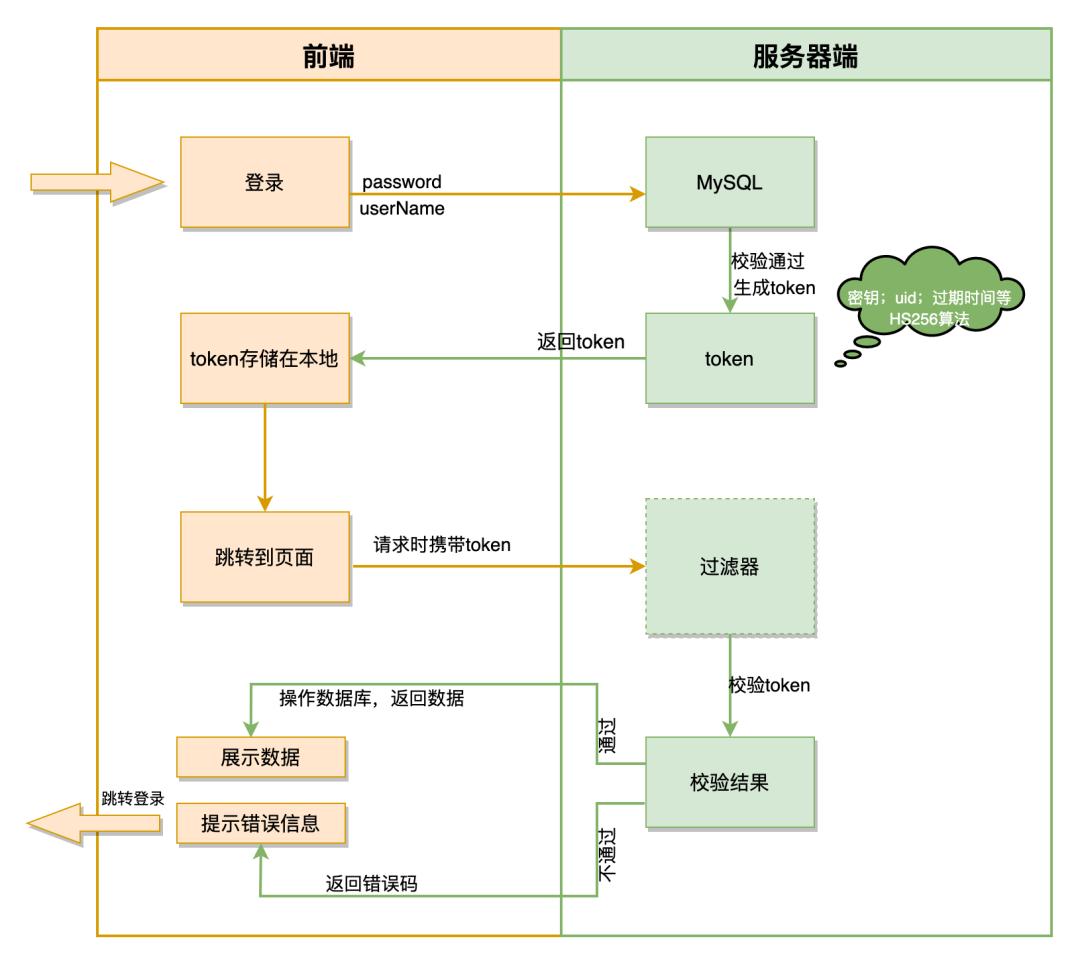 前端
服务器端
登录
password
userName
MySQL
校验通过
生成token
密钥；uid；过期时间等
HS256算法
token存储在本地
返回token
token
跳转到页面
请求时携带token
过滤器
校验token
操作数据库，返回数据
通过
展示数据
校验结果
跳转登录
提示错误信息
不通过
返回错误码